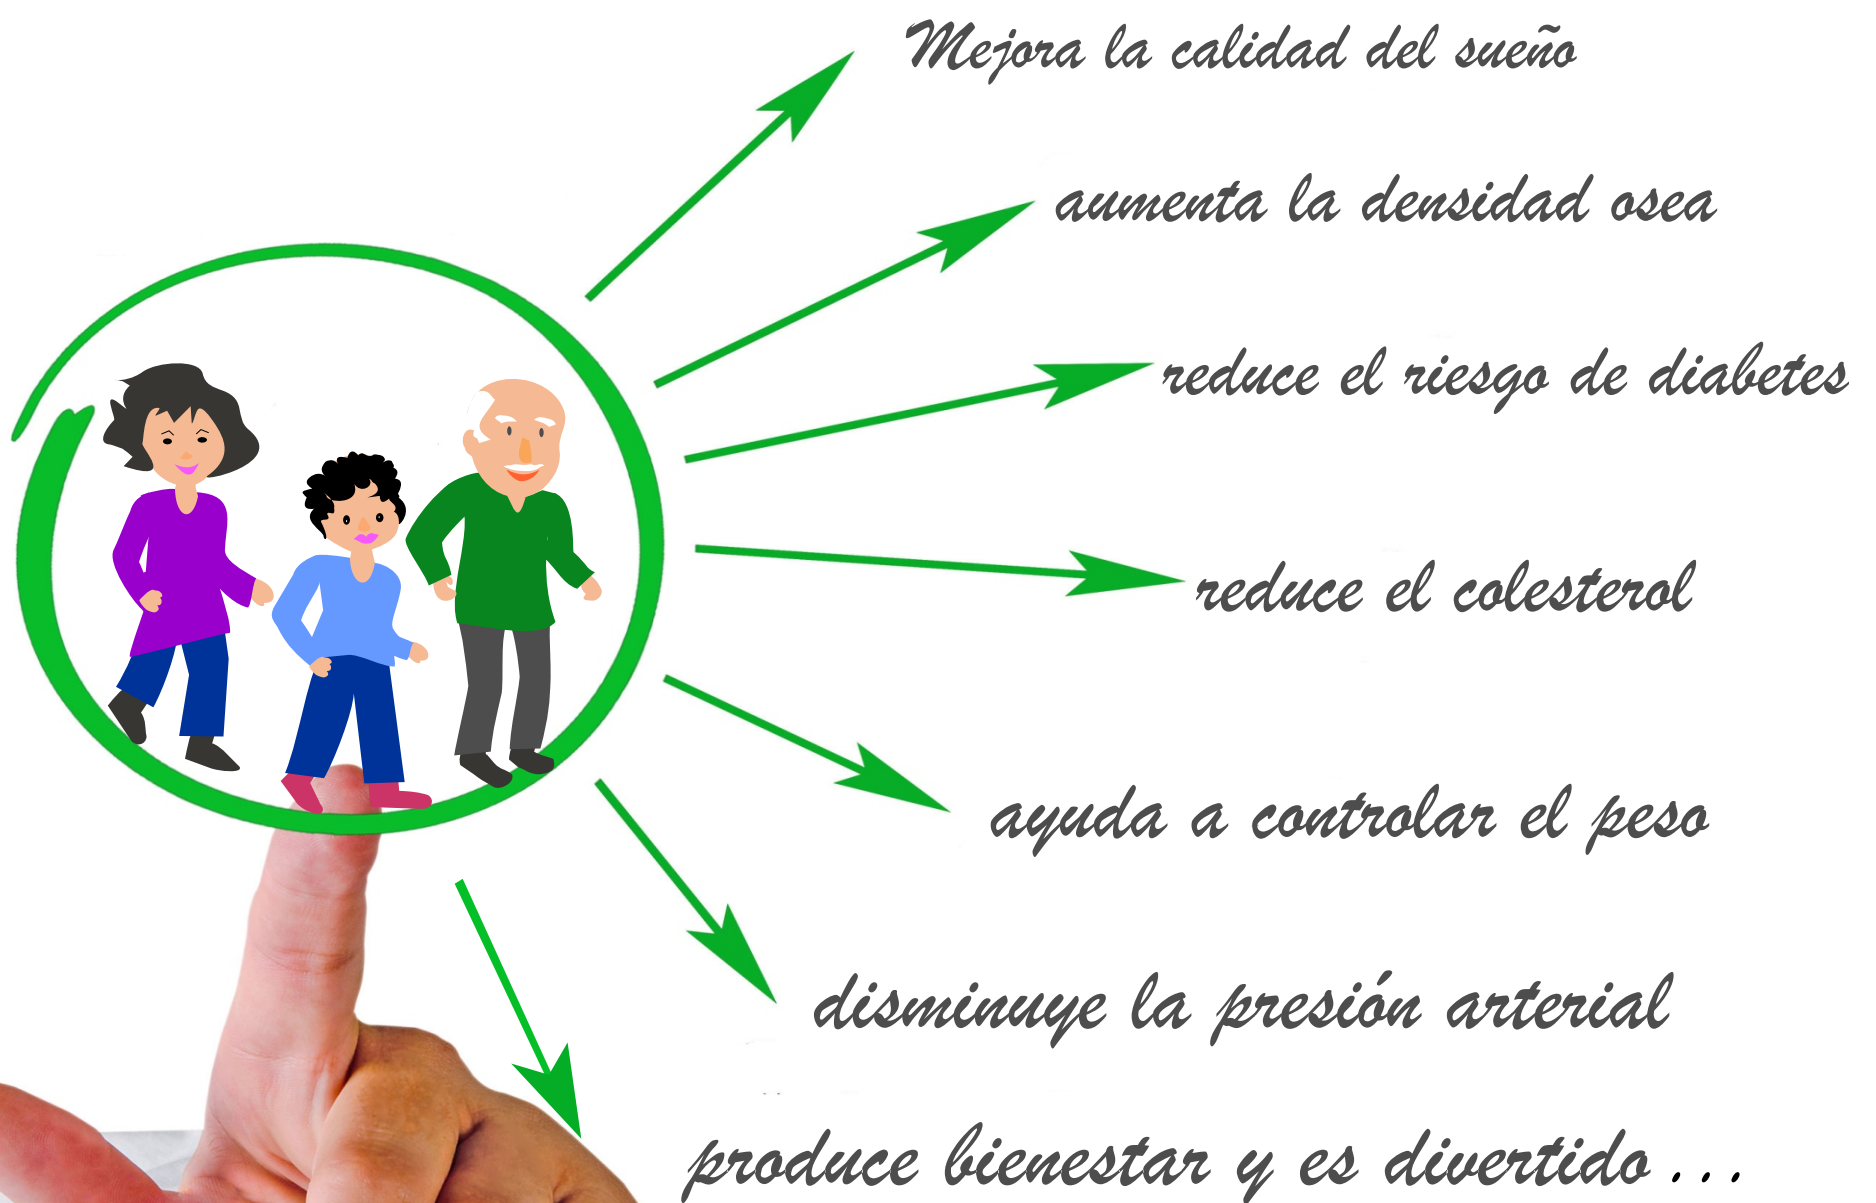 Mejora la calidad del sueño
aumenta la densidad osea
reduce el riesgo de diabetes
reduce el colesterol
ayuda a controlar el peso
disminuye la presión arterial
produce bienestar y es divertido . . .